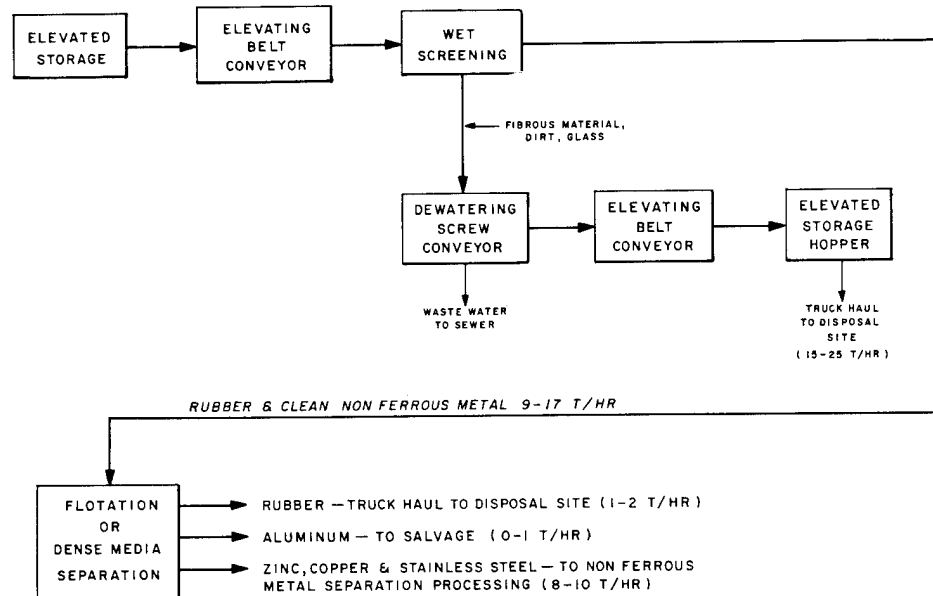 ELEVATED
STORAGE
ELEVATING
BELT
CONVEYOR
WET
SCREENING
FIBROUS MATERIAL,
DIRT, GLASS
DEWATERING
SCREW
CONVEYOR
ELEVATING
BELT
CONVEYOR
ELEVATED
STORAGE
HOPPER
WASTE WATER
TO SEWER
TRUCK HAUL
TO DISPOSAL
SITE
(15-25 T/HR)
RUBBER & CLEAN NON FERROUS METAL 9-17 T/HR
FLOTATION
OR
DENSE MEDIA
SEPARATION
RUBBER — TRUCK HAUL TO DISPOSAL SITE (1-2 T/HR)
ALUMINUM — TO SALVAGE (0-1 T/HR)
ZINC, COPPER & STAINLESS STEEL — TO NON FERROUS
METAL SEPARATION PROCESSING (8-10 T/HR)